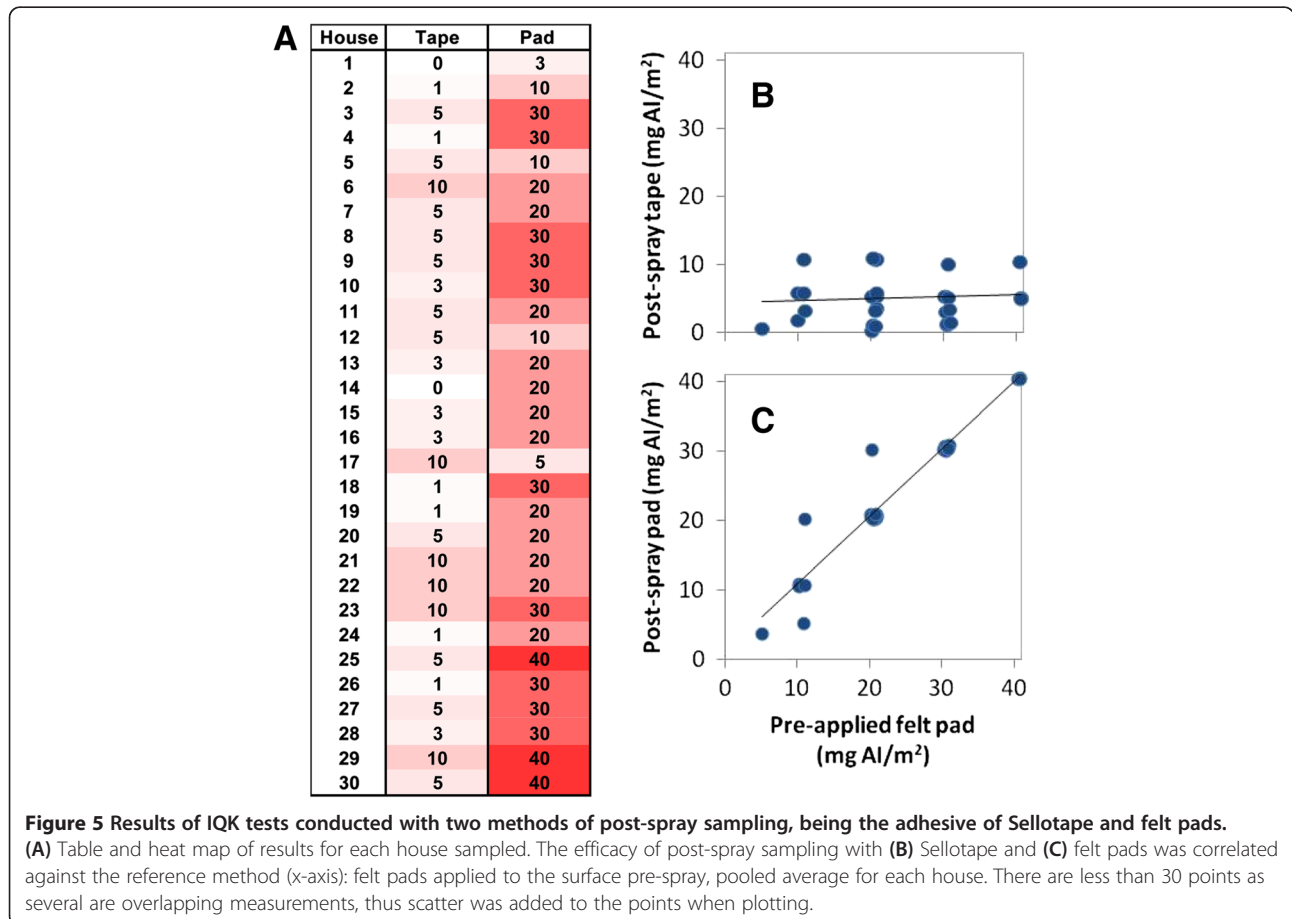 A
House Tape Pad
1 0 3
2 1 10
3 5 30
4 1 30
5 5 10
6 10 20
7 5 20
8 5 30
9 5 30
10 3 30
11 5 20
12 5 10
13 3 20
14 0 20
15 3 20
16 3 20
17 10 5
18 1 30
19 1 20
20 5 20
21 10 20
22 10 20
23 10 30
24 1 20
25 5 40
26 1 30
27 5 30
28 3 30
29 10 40
30 5 40
B
Post-spray tape (mg AI/m²)
40
30
20
10
0
C
Post-spray pad (mg AI/m²)
40
30
20
10
0
0 10 20 30 40
Pre-applied felt pad
(mg AI/m²)
Figure 5 Results of IQK tests conducted with two methods of post-spray sampling, being the adhesive of Sellotape and felt pads.
(A) Table and heat map of results for each house sampled. The efficacy of post-spray sampling with (B) Sellotape and (C) felt pads was correlated
against the reference method (x-axis): felt pads applied to the surface pre-spray, pooled average for each house. There are less than 30 points as
several are overlapping measurements, thus scatter was added to the points when plotting.